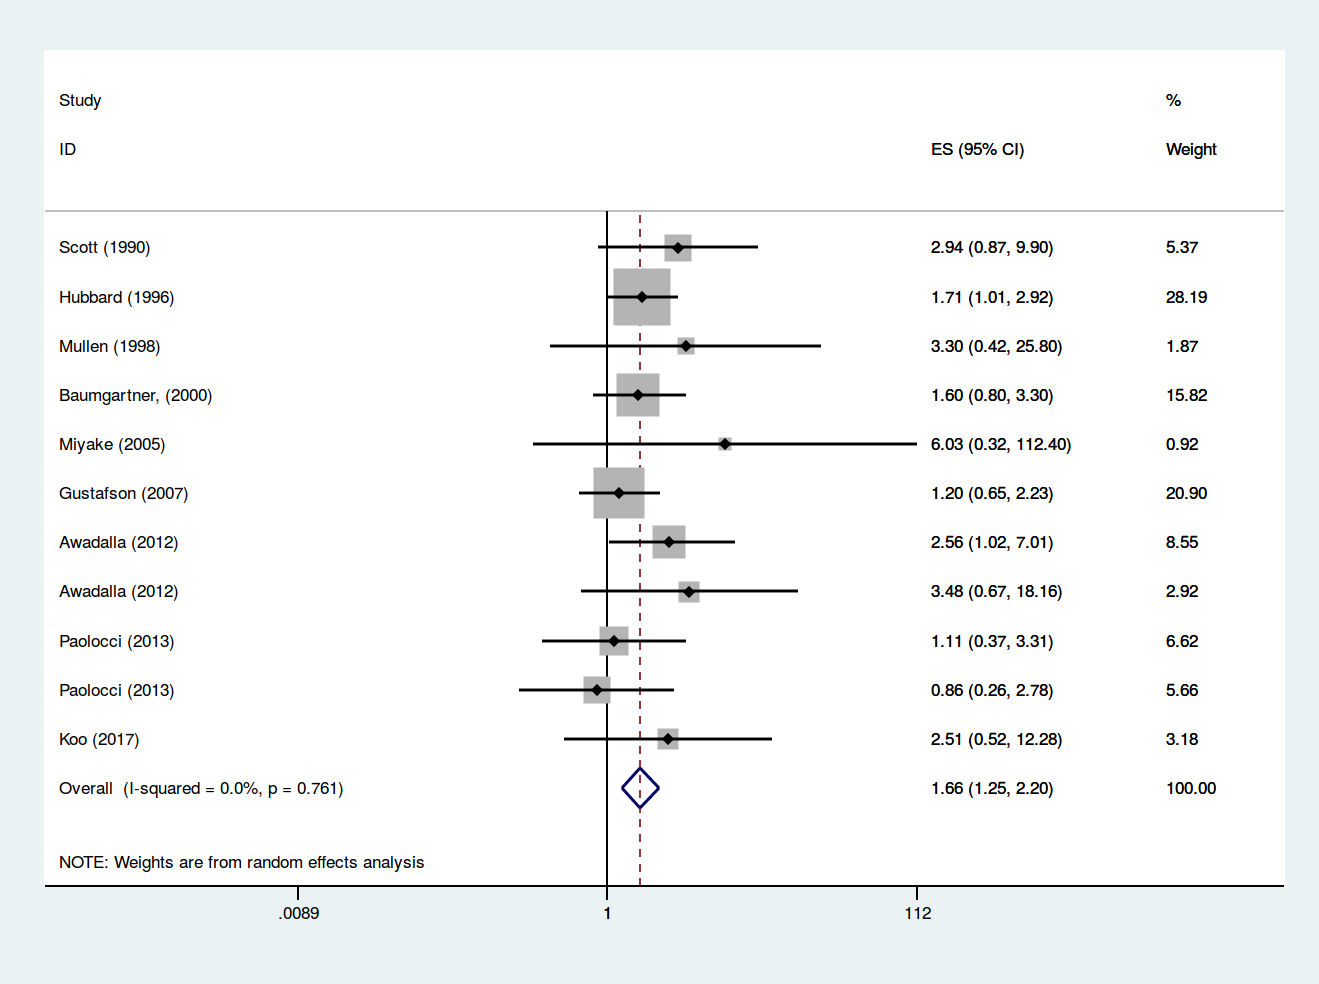 Study %
ID ES (95% CI) Weight
Scott (1990) 2.94 (0.87, 9.90) 5.37
Hubbard (1996) 1.71 (1.01, 2.92) 28.19
Mullen (1998) 3.30 (0.42, 25.80) 1.87
Baumgartner, (2000) 1.60 (0.80, 3.30) 15.82
Miyake (2005) 6.03 (0.32, 112.40) 0.92
Gustafson (2007) 1.20 (0.65, 2.23) 20.90
Awadalla (2012) 2.56 (1.02, 7.01) 8.55
Awadalla (2012) 3.48 (0.67, 18.16) 2.92
Paolocci (2013) 1.11 (0.37, 3.31) 6.62
Paolocci (2013) 0.86 (0.26, 2.78) 5.66
Koo (2017) 2.51 (0.52, 12.28) 3.18
Overall (I-squared = 0.0%, p = 0.761) 1.66 (1.25, 2.20) 100.00
NOTE: Weights are from random effects analysis
.0089 1 112